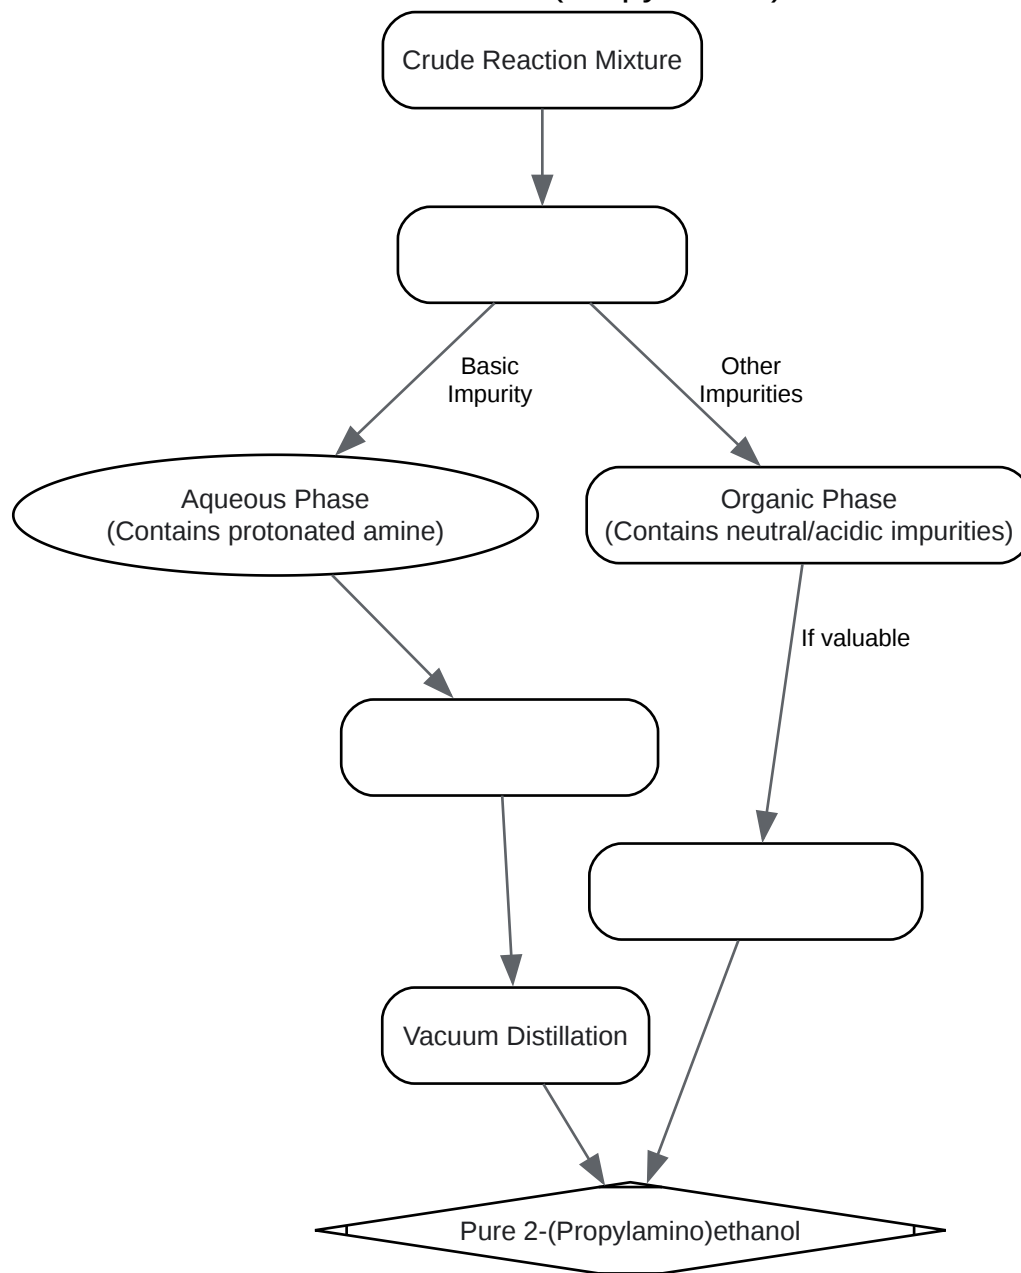 Crude Reaction Mixture
Basic
Impurity
Other
Impurities
Aqueous Phase
(Contains protonated amine)
Organic Phase
(Contains neutral/acidic impurities)
If valuable
Vacuum Distillation
Pure 2-(Propylamino)ethanol